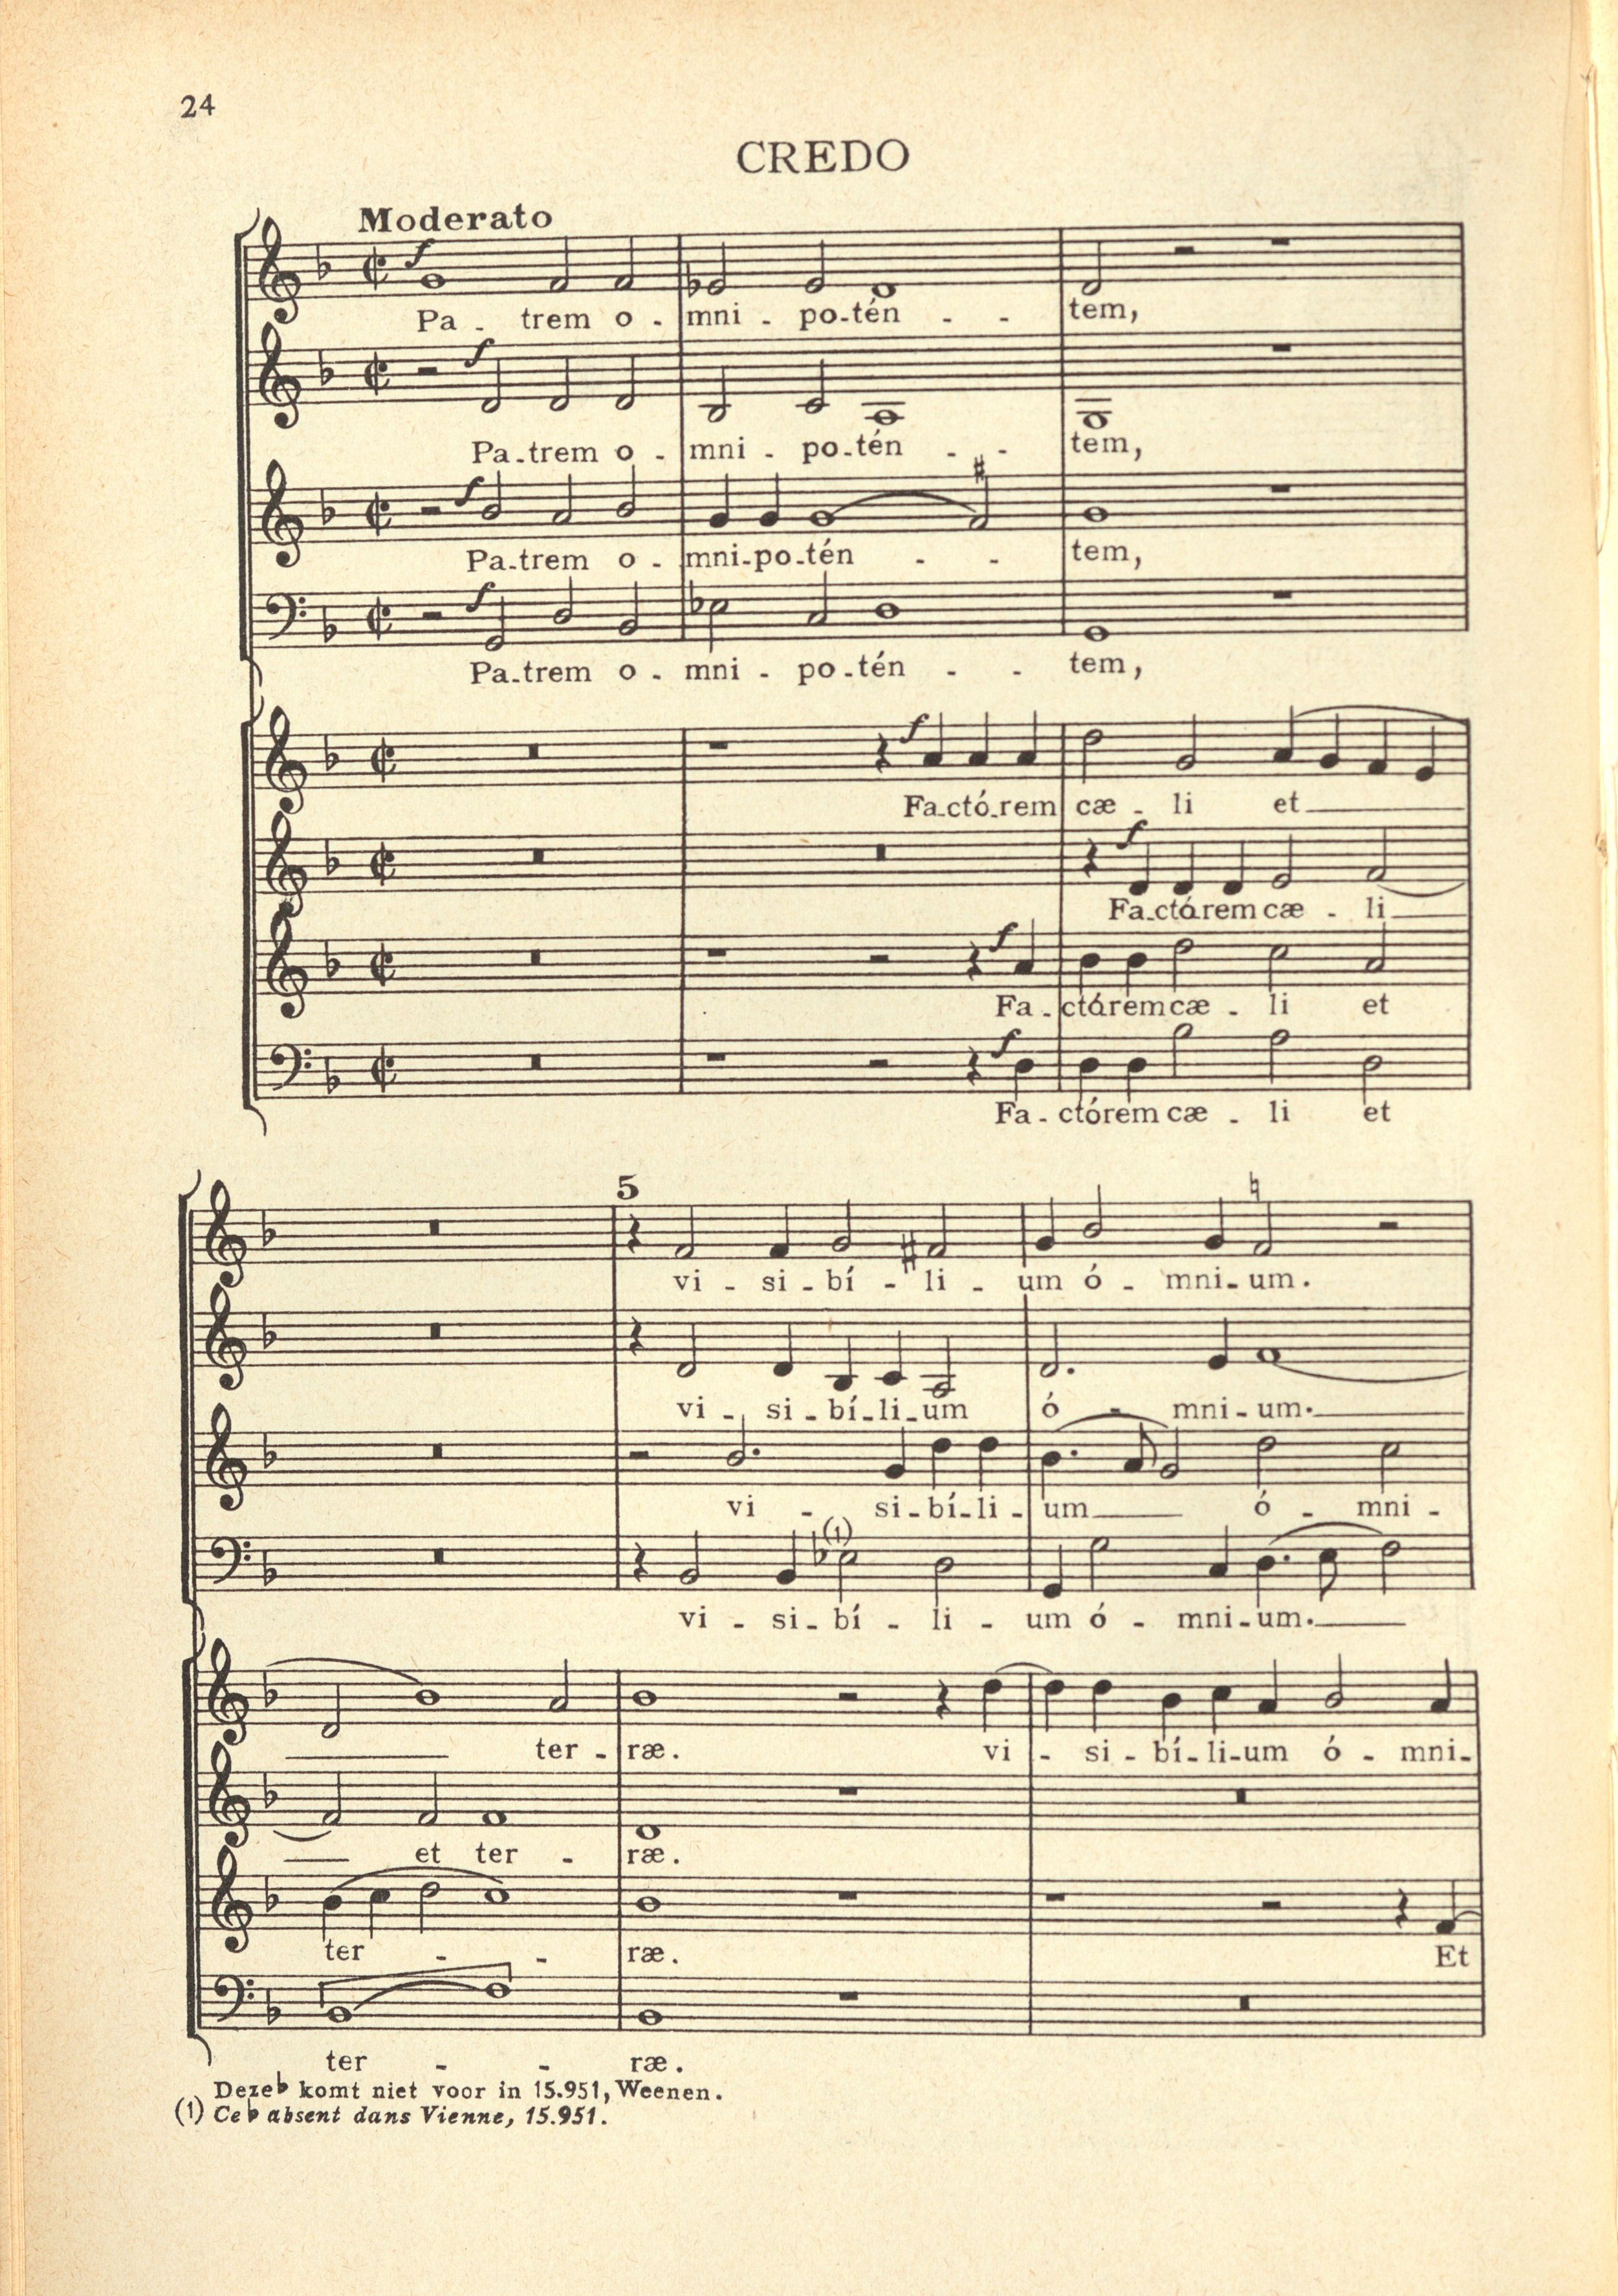 24
CREDO
Moderato
f
Pa - trem o - mni - po-tén - - tem,
f
Pa-trem o - mni - po-tén - - tem,
f
Pa-trem o - mni-po-tén - - tem,
f
Pa-trem o - mni - po-tén - - tem,
f
Fa-ctó-rem cæ - li et
f
Fa-ctó-rem cæ - li
f
Fa - ctó-rem cæ - li et
f
Fa - ctórem cæ - li et
5
vi - si - bí - li - um ó - mni - um.
vi - si - bí-li-um ó - mni - um.
vi - si-bí-li - um ó - mni -
(1)
vi - si - bí - li - um ó - mni-um.
ter - ræ. vi - si - bí-li-um ó - mni-
et ter - ræ.
ter - - ræ. Et
ter - - ræ.
Deze♭ komt niet voor in 15.951, Weenen.
(1) Ce♭ absent dans Vienne, 15.951.